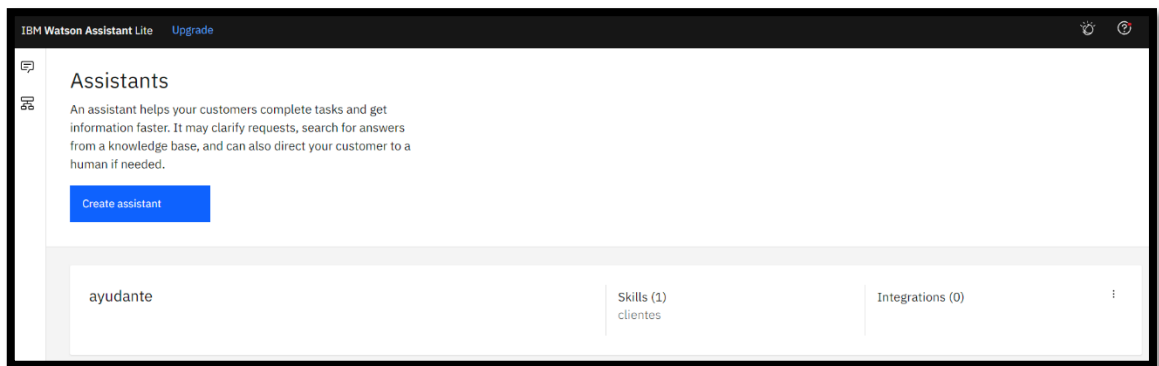 IBM Watson Assistant Lite Upgrade
Assistants
An assistant helps your customers complete tasks and get
information faster. It may clarify requests, search for answers
from a knowledge base, and can also direct your customer to a
human if needed.
Create assistant
ayudante
Skills (1)
clientes
Integrations (0)